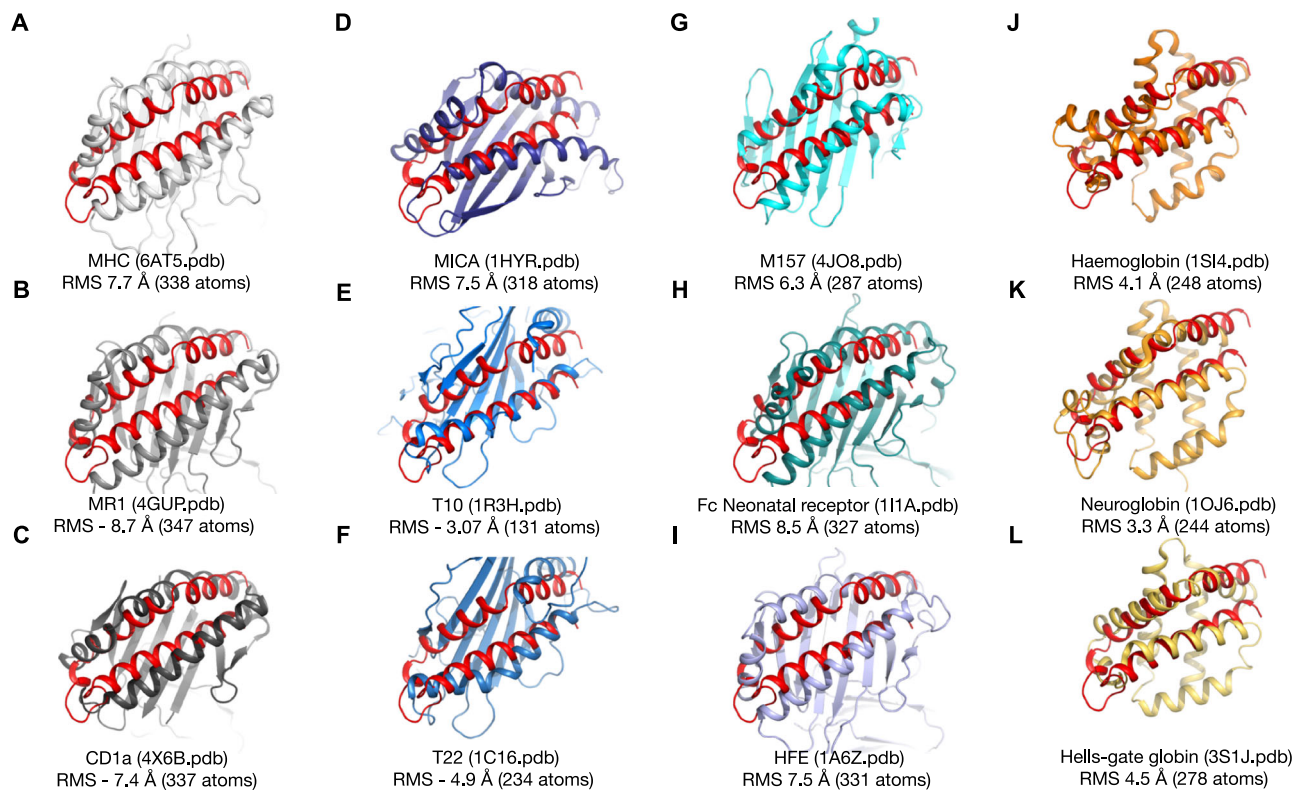 A
MHC (6AT5.pdb)
RMS 7.7 Å (338 atoms)
B
MR1 (4GUP.pdb)
RMS - 8.7 Å (347 atoms)
C
CD1a (4X6B.pdb)
RMS - 7.4 Å (337 atoms)
D
MICA (1HYR.pdb)
RMS 7.5 Å (318 atoms)
E
T10 (1R3H.pdb)
RMS - 3.07 Å (131 atoms)
F
T22 (1C16.pdb)
RMS - 4.9 Å (234 atoms)
G
M157 (4JO8.pdb)
RMS 6.3 Å (287 atoms)
H
Fc Neonatal receptor (1I1A.pdb)
RMS 8.5 Å (327 atoms)
I
HFE (1A6Z.pdb)
RMS 7.5 Å (331 atoms)
J
Haemoglobin (1SI4.pdb)
RMS 4.1 Å (248 atoms)
K
Neuroglobin (1OJ6.pdb)
RMS 3.3 Å (244 atoms)
L
Hells-gate globin (3S1J.pdb)
RMS 4.5 Å (278 atoms)